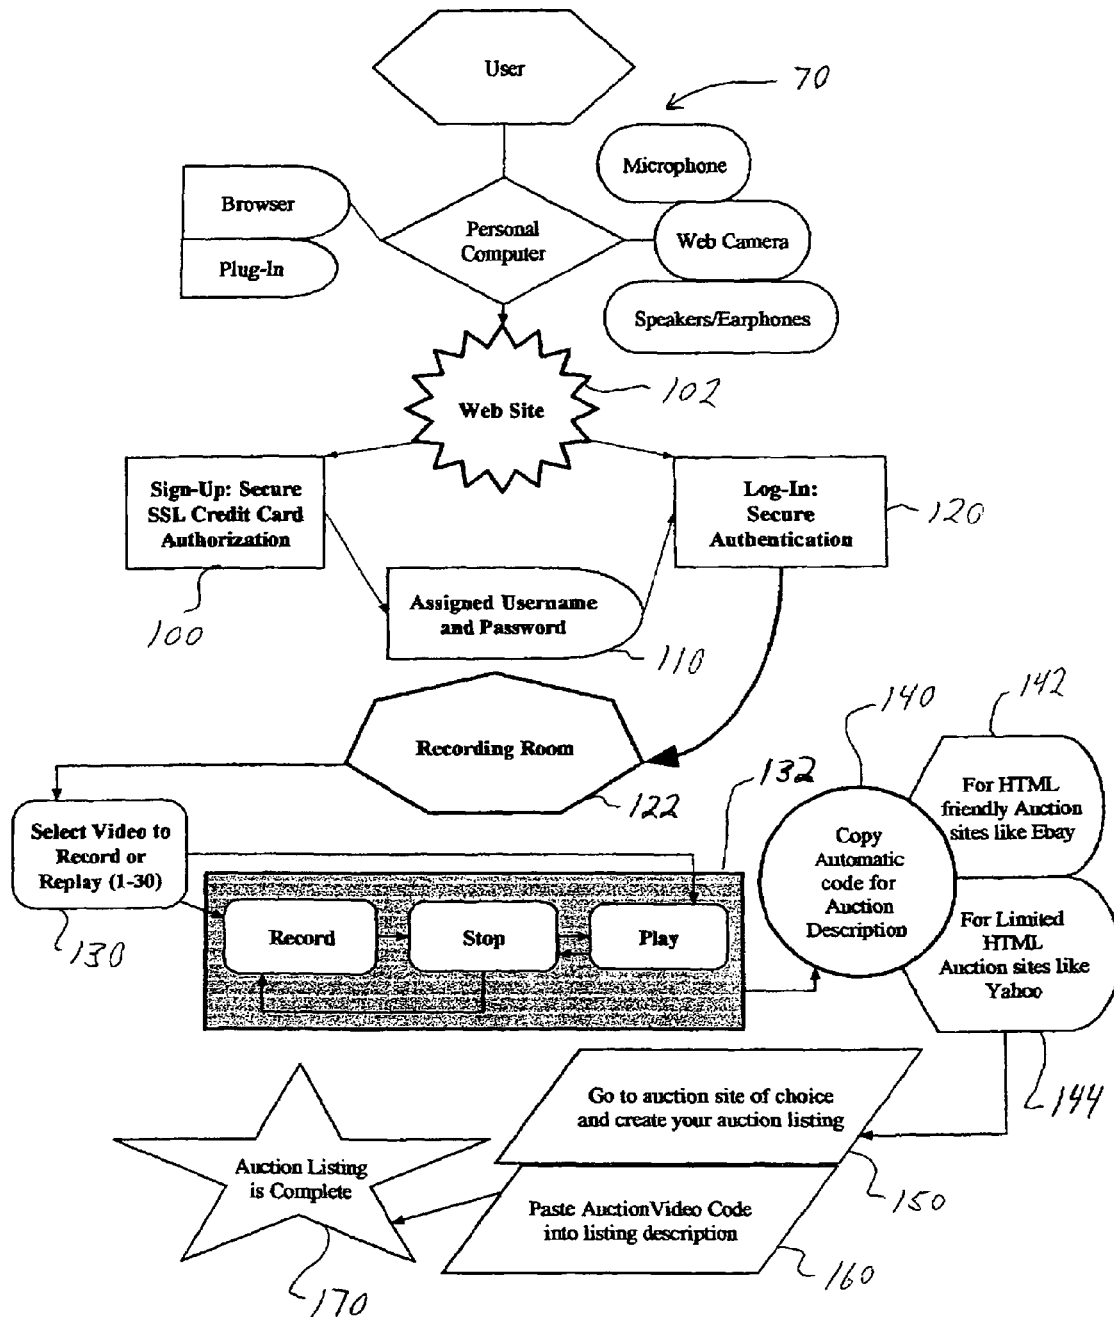 User
70
Microphone
Browser
Personal
Computer
Web Camera
Plug-In
Speakers/Earphones
102
Web Site
Sign-Up: Secure
SSL Credit Card
Authorization
Log-In:
Secure
Authentication
120
100
Assigned Username
and Password
110
Recording Room
122
132
140
142
Select Video to
Record or
Replay (1-30)
130
Record
Stop
Play
Copy
Automatic
code for
Auction
Description
For HTML
friendly Auction
sites like Ebay
For Limited
HTML
Auction sites like
Yahoo
144
Go to auction site of choice
and create your auction listing
150
Auction Listing
is Complete
Paste AuctionVideo Code
into listing description
160
170